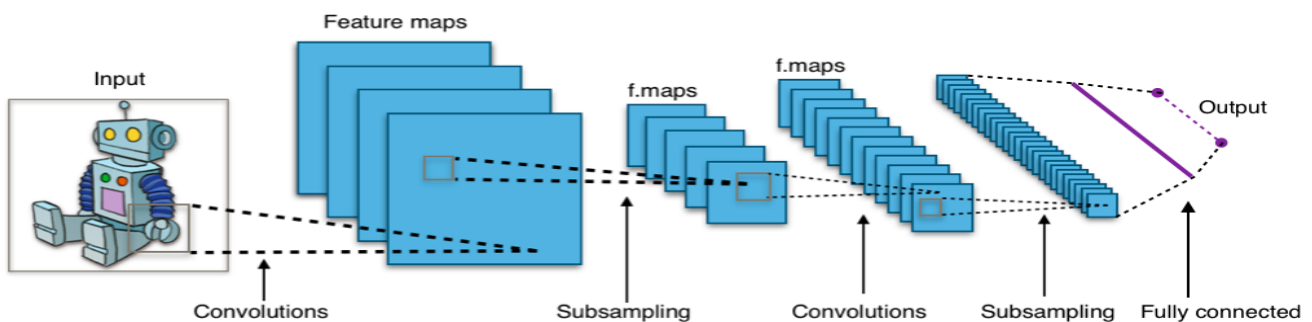 Feature maps
Input
f.maps
f.maps
Output
Convolutions
Subsampling
Convolutions
Subsampling
Fully connected